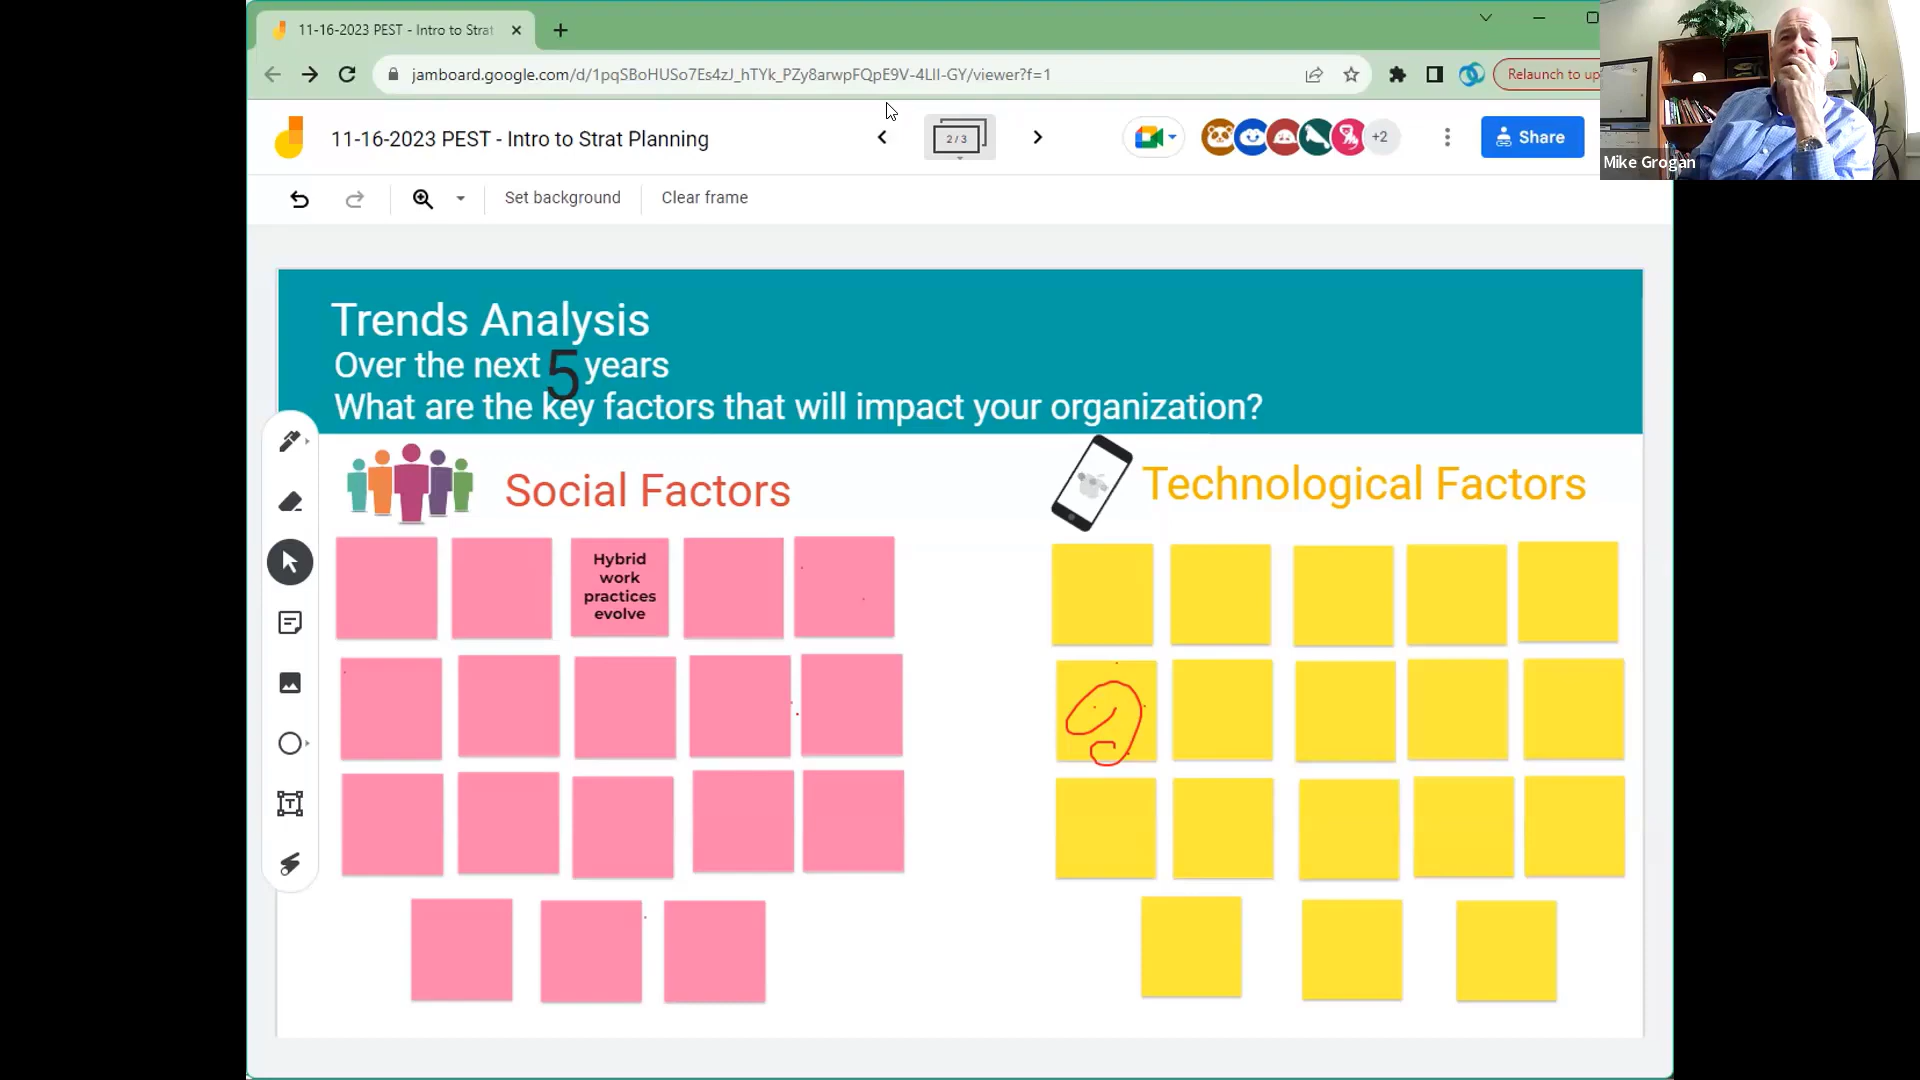 11-16-2023 PEST - Intro to Strat
jamboard.google.com/d/1pqSBoHUSo7Es4zJ_hTYk_PZy8arwpFQpE9V-4LII-GY/viewer?f=1
Relaunch to up
Mike Grogan
11-16-2023 PEST - Intro to Strat Planning
2 / 3
+2
Share
Set background
Clear frame
Trends Analysis
Over the next 5 years
What are the key factors that will impact your organization?
Social Factors
Technological Factors
Hybrid
work
practices
evolve